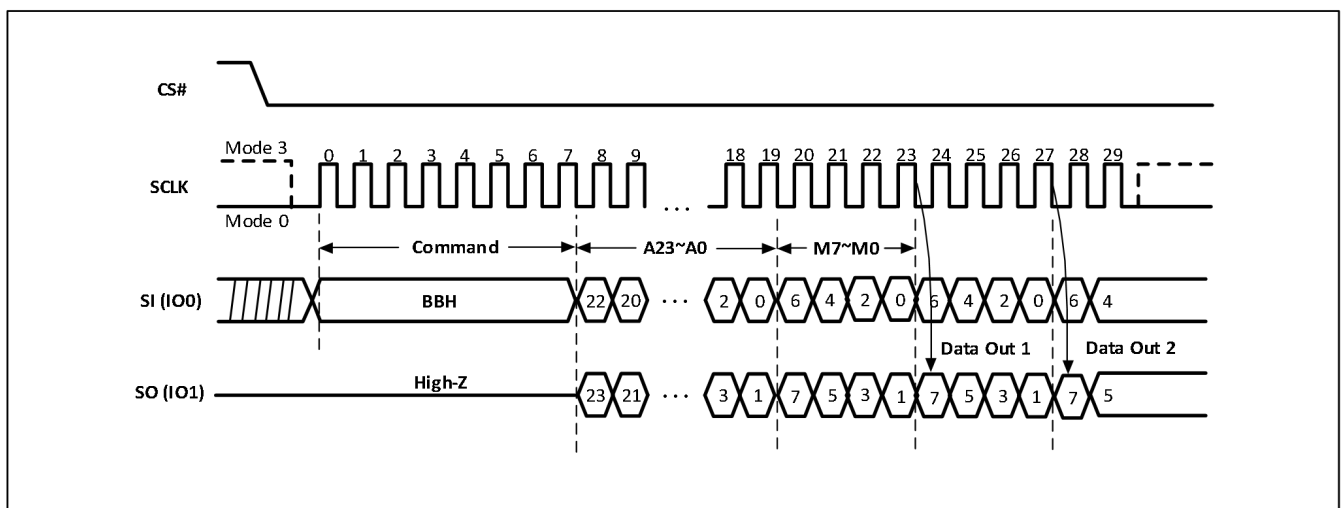 CS#
Mode 3
0 1 2 3 4 5 6 7 8 9 18 19 20 21 22 23 24 25 26 27 28 29
SCLK
...
Mode 0
Command A23~A0 M7~M0
SI (IO0) BBH 22 20 ... 2 0 6 4 2 0 6 4 2 0 6 4
Data Out 1 Data Out 2
SO (IO1) High-Z 23 21 ... 3 1 7 5 3 1 7 5 3 1 7 5